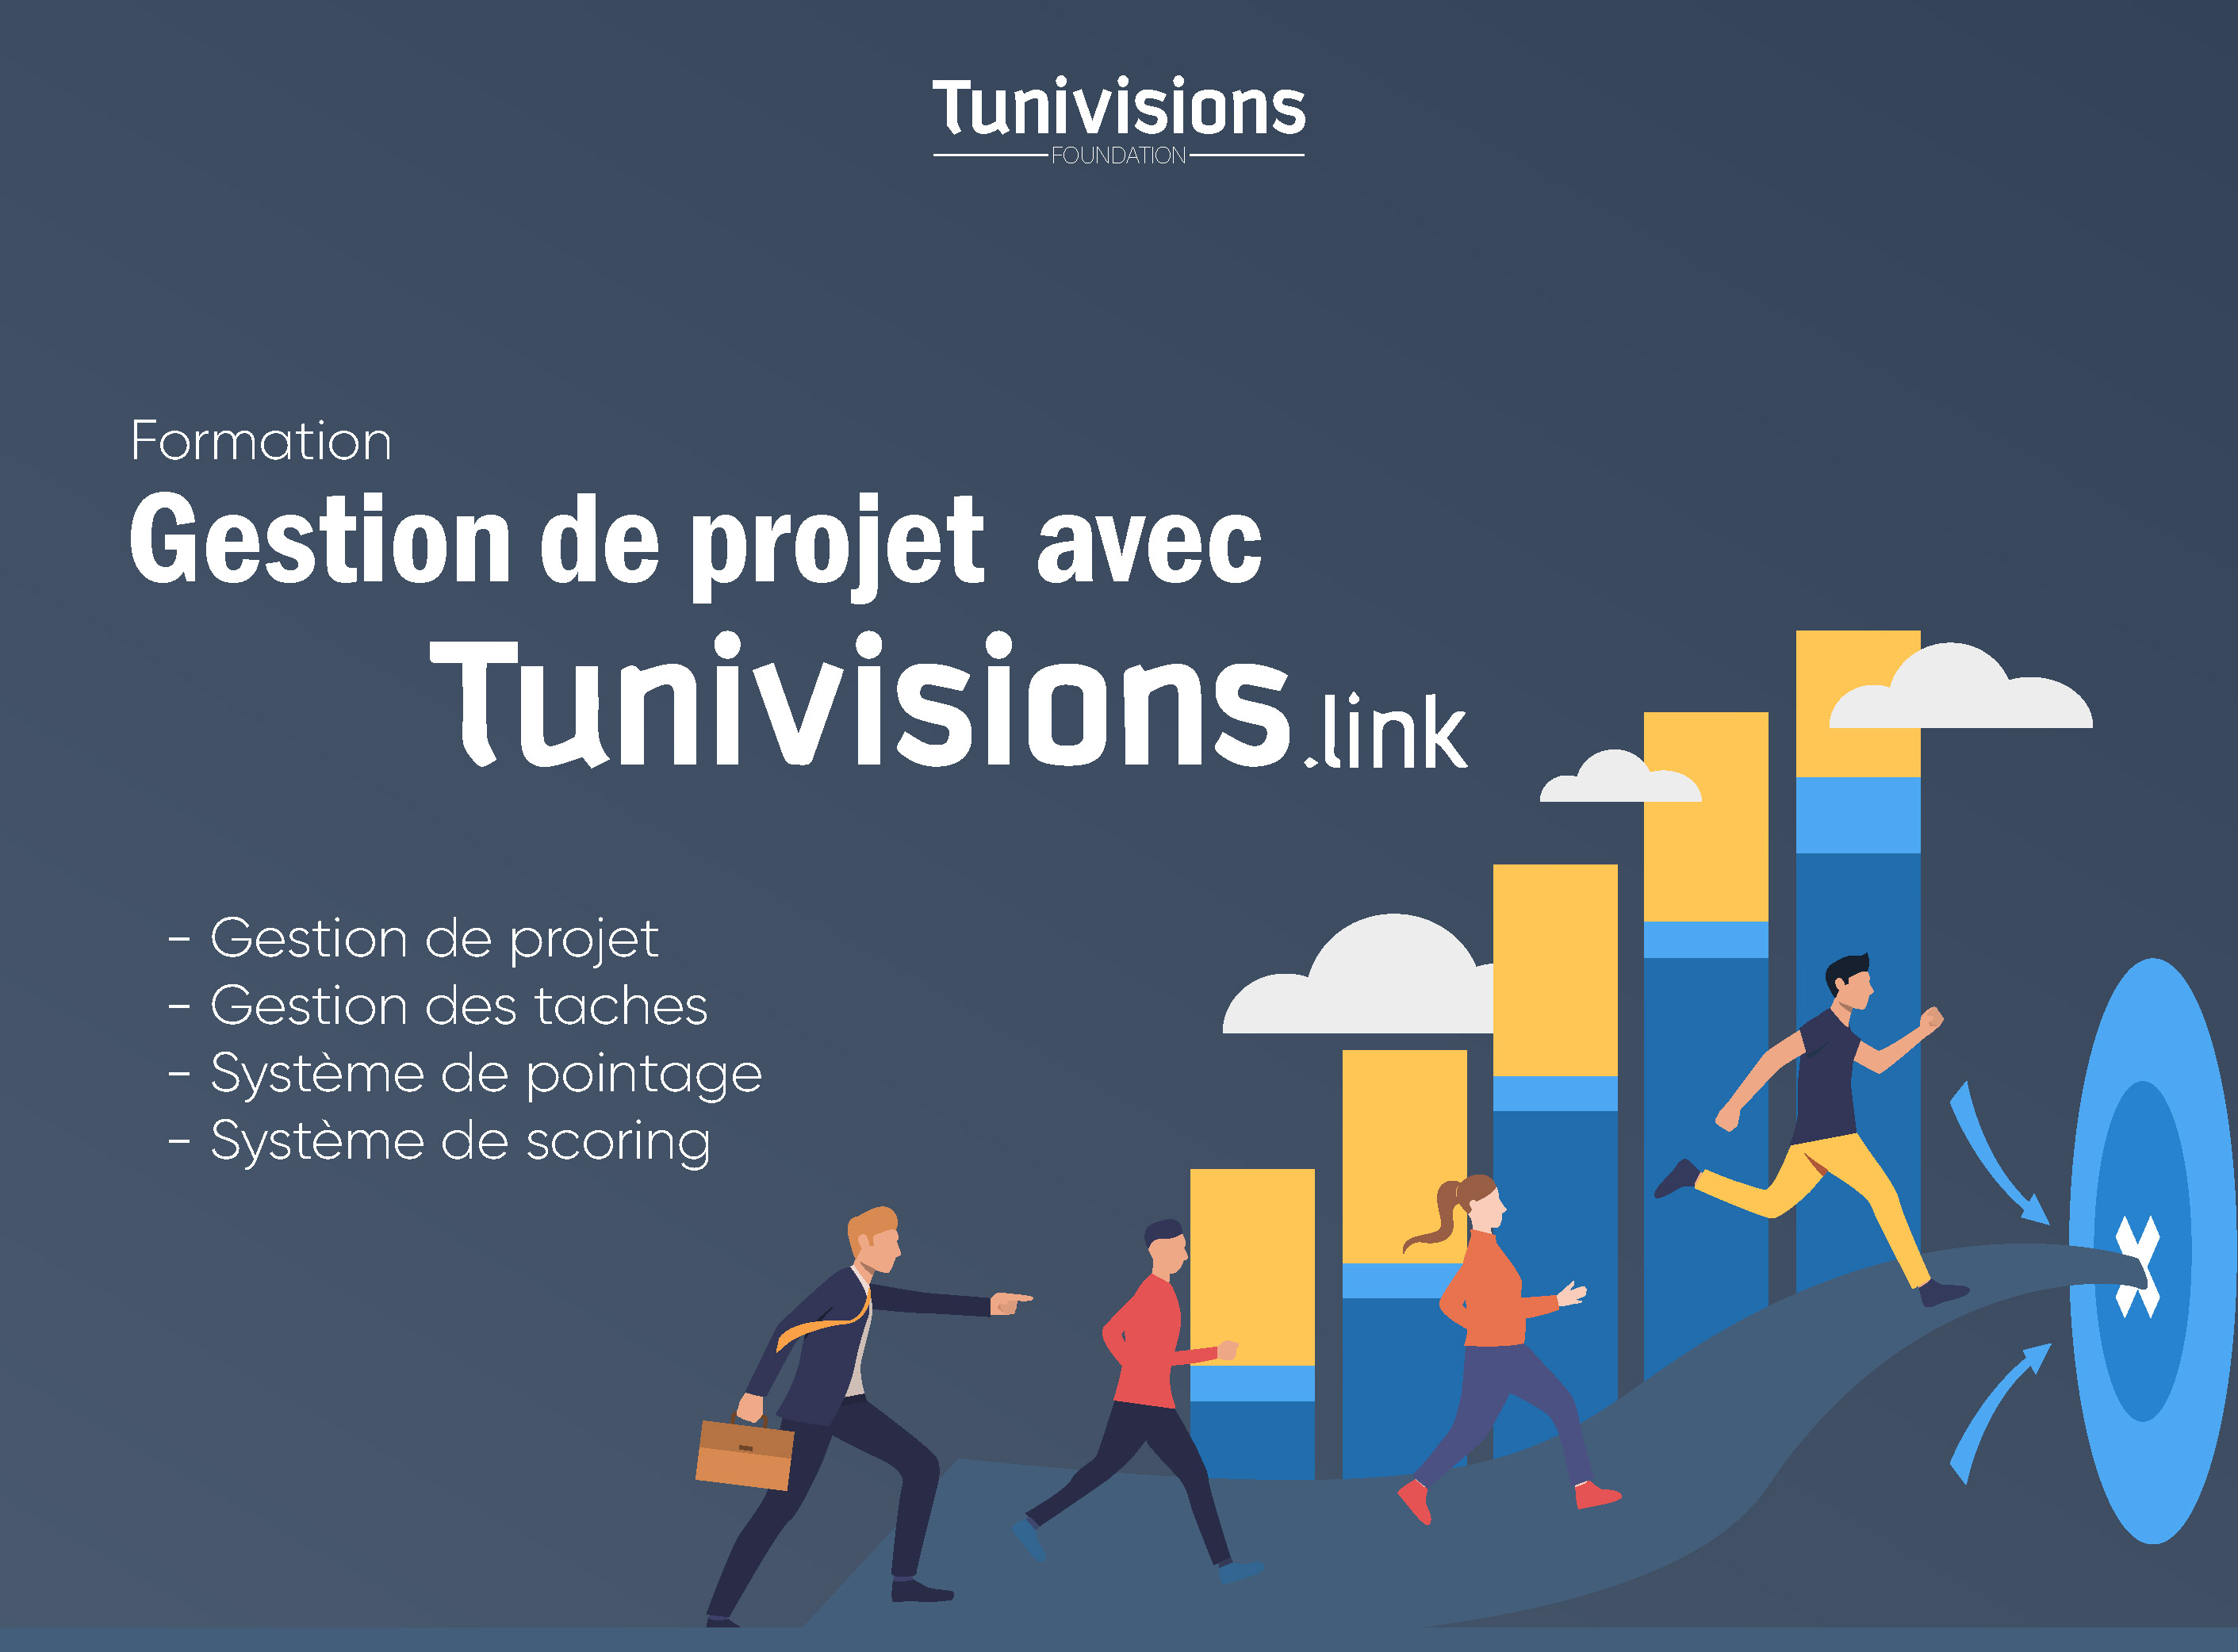 Tunivisions
FOUNDATION
Formation
Gestion de projet avec
Tunivisions.link
- Gestion de projet
- Gestion des taches
- Système de pointage
- Système de scoring